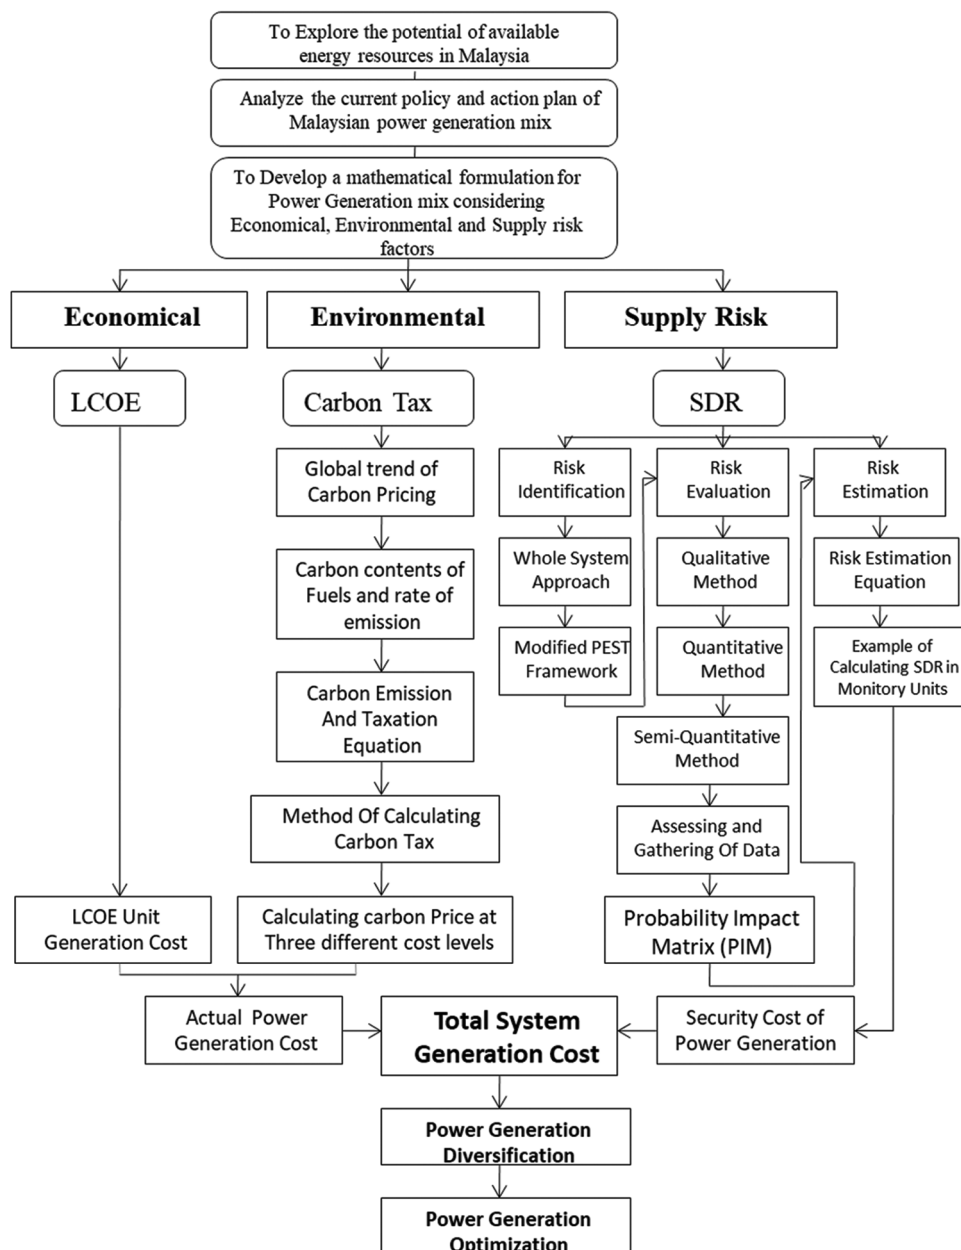 To Explore the potential of available
energy resources in Malaysia
Analyze the current policy and action plan of
Malaysian power generation mix
To Develop a mathematical formulation for
Power Generation mix considering
Economical, Environmental and Supply risk
factors
Economical
Environmental
Supply Risk
LCOE
Carbon Tax
SDR
Global trend of
Carbon Pricing
Risk
Identification
Risk
Evaluation
Risk
Estimation
Carbon contents of
Fuels and rate of
emission
Whole System
Approach
Qualitative
Method
Risk Estimation
Equation
Modified PEST
Framework
Quantitative
Method
Example of
Calculating SDR in
Monitory Units
Carbon Emission
And Taxation
Equation
Semi-Quantitative
Method
Method Of Calculating
Carbon Tax
Assessing and
Gathering Of Data
LCOE Unit
Generation Cost
Calculating carbon Price at
Three different cost levels
Probability Impact
Matrix (PIM)
Actual Power
Generation Cost
Total System
Generation Cost
Security Cost of
Power Generation
Power Generation
Diversification
Power Generation
Optimization